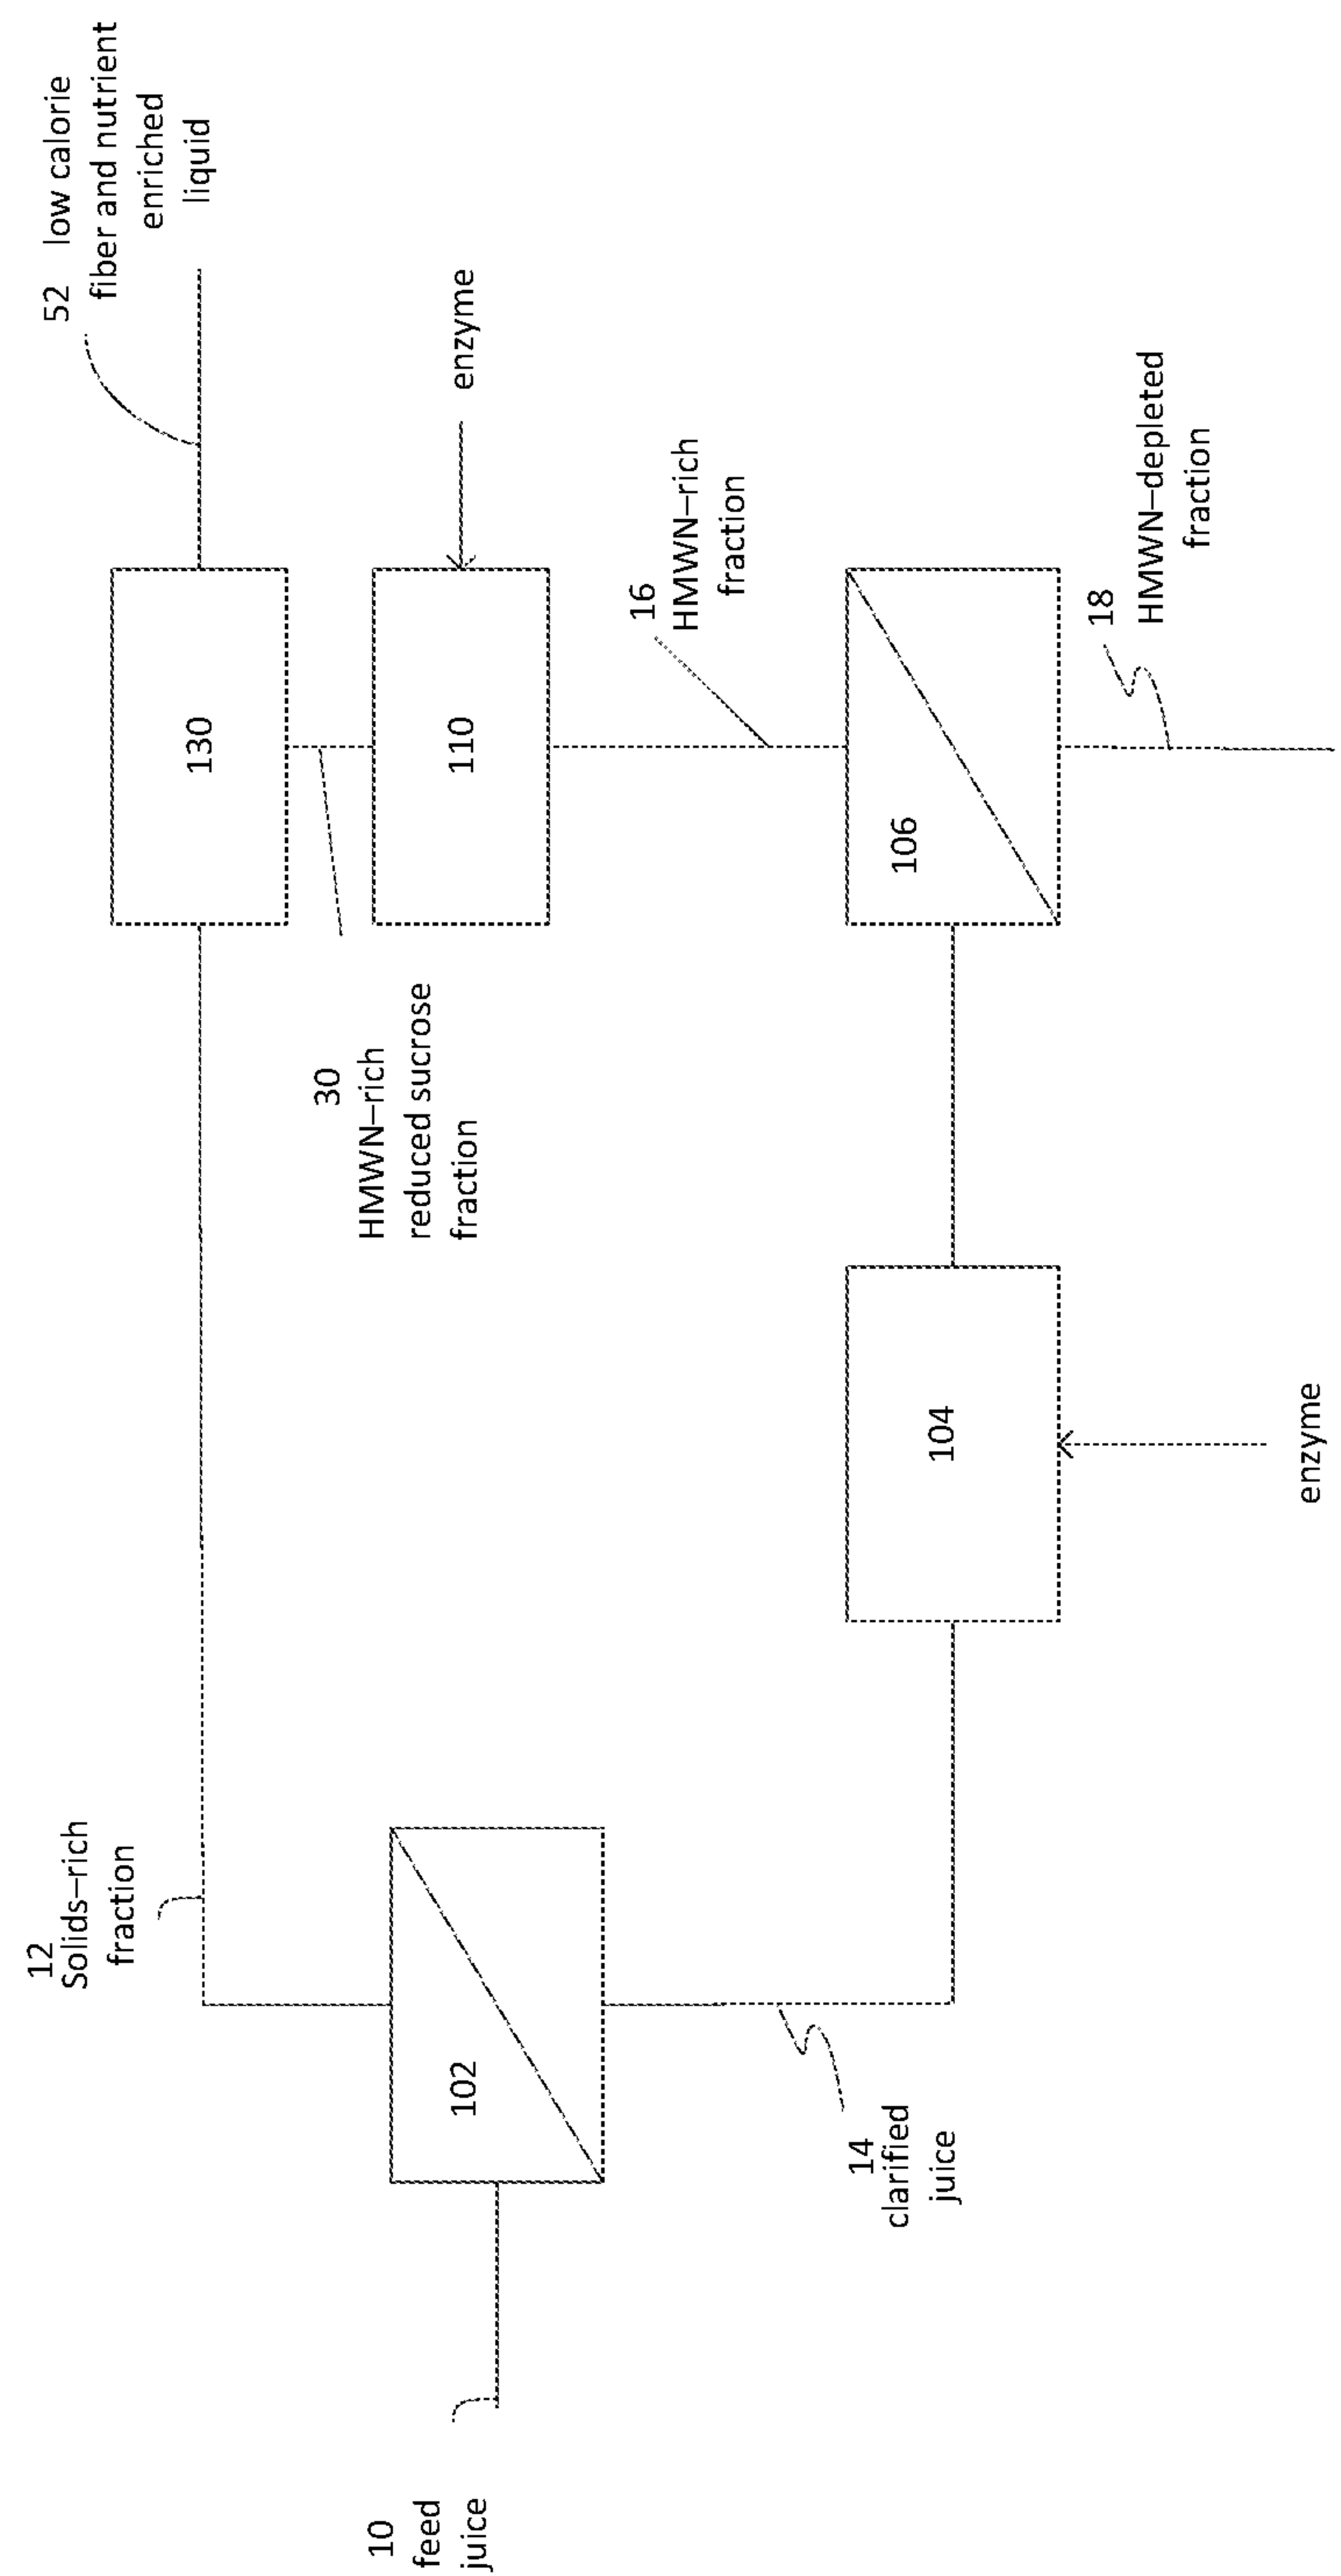 10
feed
juice
102
12
Solids–rich
fraction
14
clarified
juice
104
enzyme
106
16
HMWN–rich
fraction
18
HMWN–depleted
fraction
110
enzyme
30
HMWN–rich
reduced sucrose
fraction
130
52 low calorie
fiber and nutrient
enriched
liquid